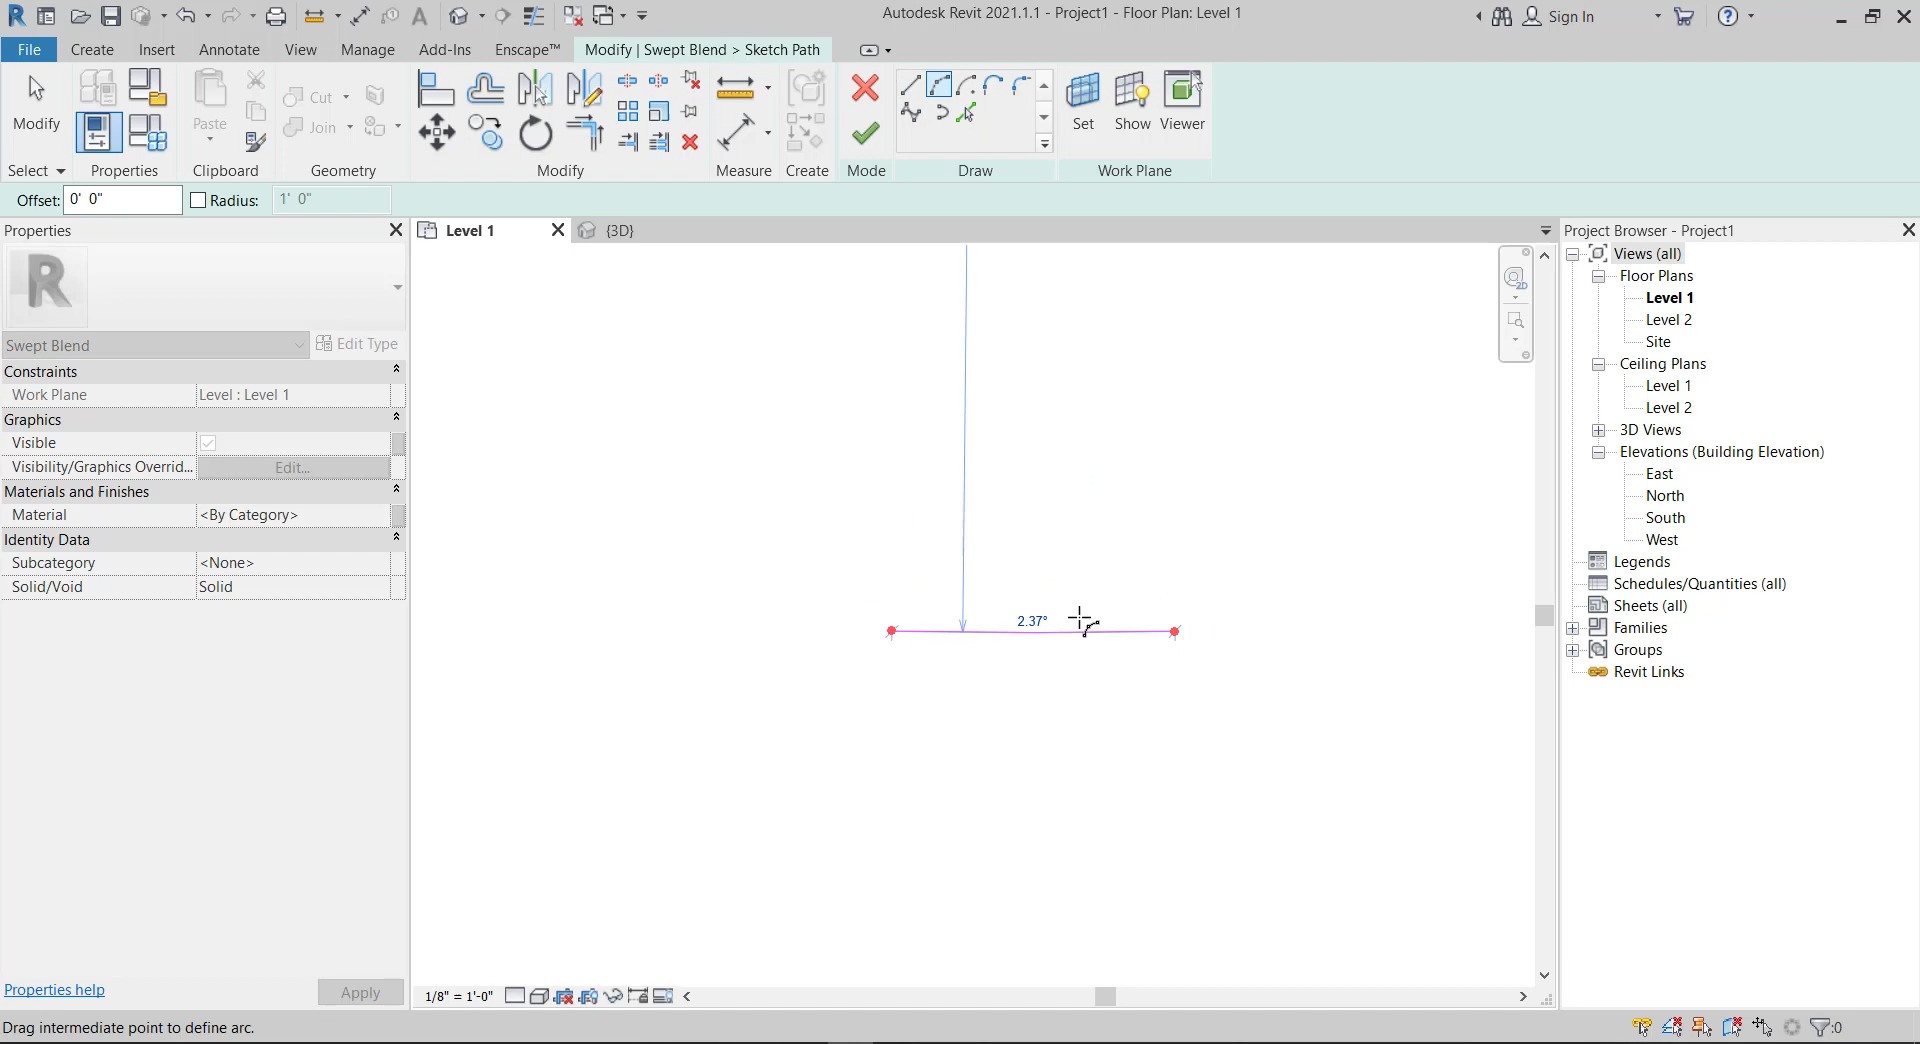 Autodesk Revit 2021.1.1 - Project1 - Floor Plan: Level 1
Sign In
File Create Insert Annotate View Manage Add-Ins Enscape™ Modify | Swept Blend > Sketch Path
Modify
Paste
Cut
Join
Set Show Viewer
Select Properties Clipboard Geometry Modify Measure Create Mode Draw Work Plane
Offset: 0' 0" Radius: 1' 0"
Properties
Level 1
{3D}
Project Browser - Project1
R
Swept Blend
Edit Type
Constraints
Work Plane Level : Level 1
Graphics
Visible
Visibility/Graphics Overrid... Edit...
Materials and Finishes
Material <By Category>
Identity Data
Subcategory <None>
Solid/Void Solid
Properties help
Apply
2D
2.37°
Views (all)
Floor Plans
Level 1
Level 2
Site
Ceiling Plans
Level 1
Level 2
3D Views
Elevations (Building Elevation)
East
North
South
West
Legends
Schedules/Quantities (all)
Sheets (all)
Families
Groups
Revit Links
1/8" = 1'-0"
Drag intermediate point to define arc.
:0